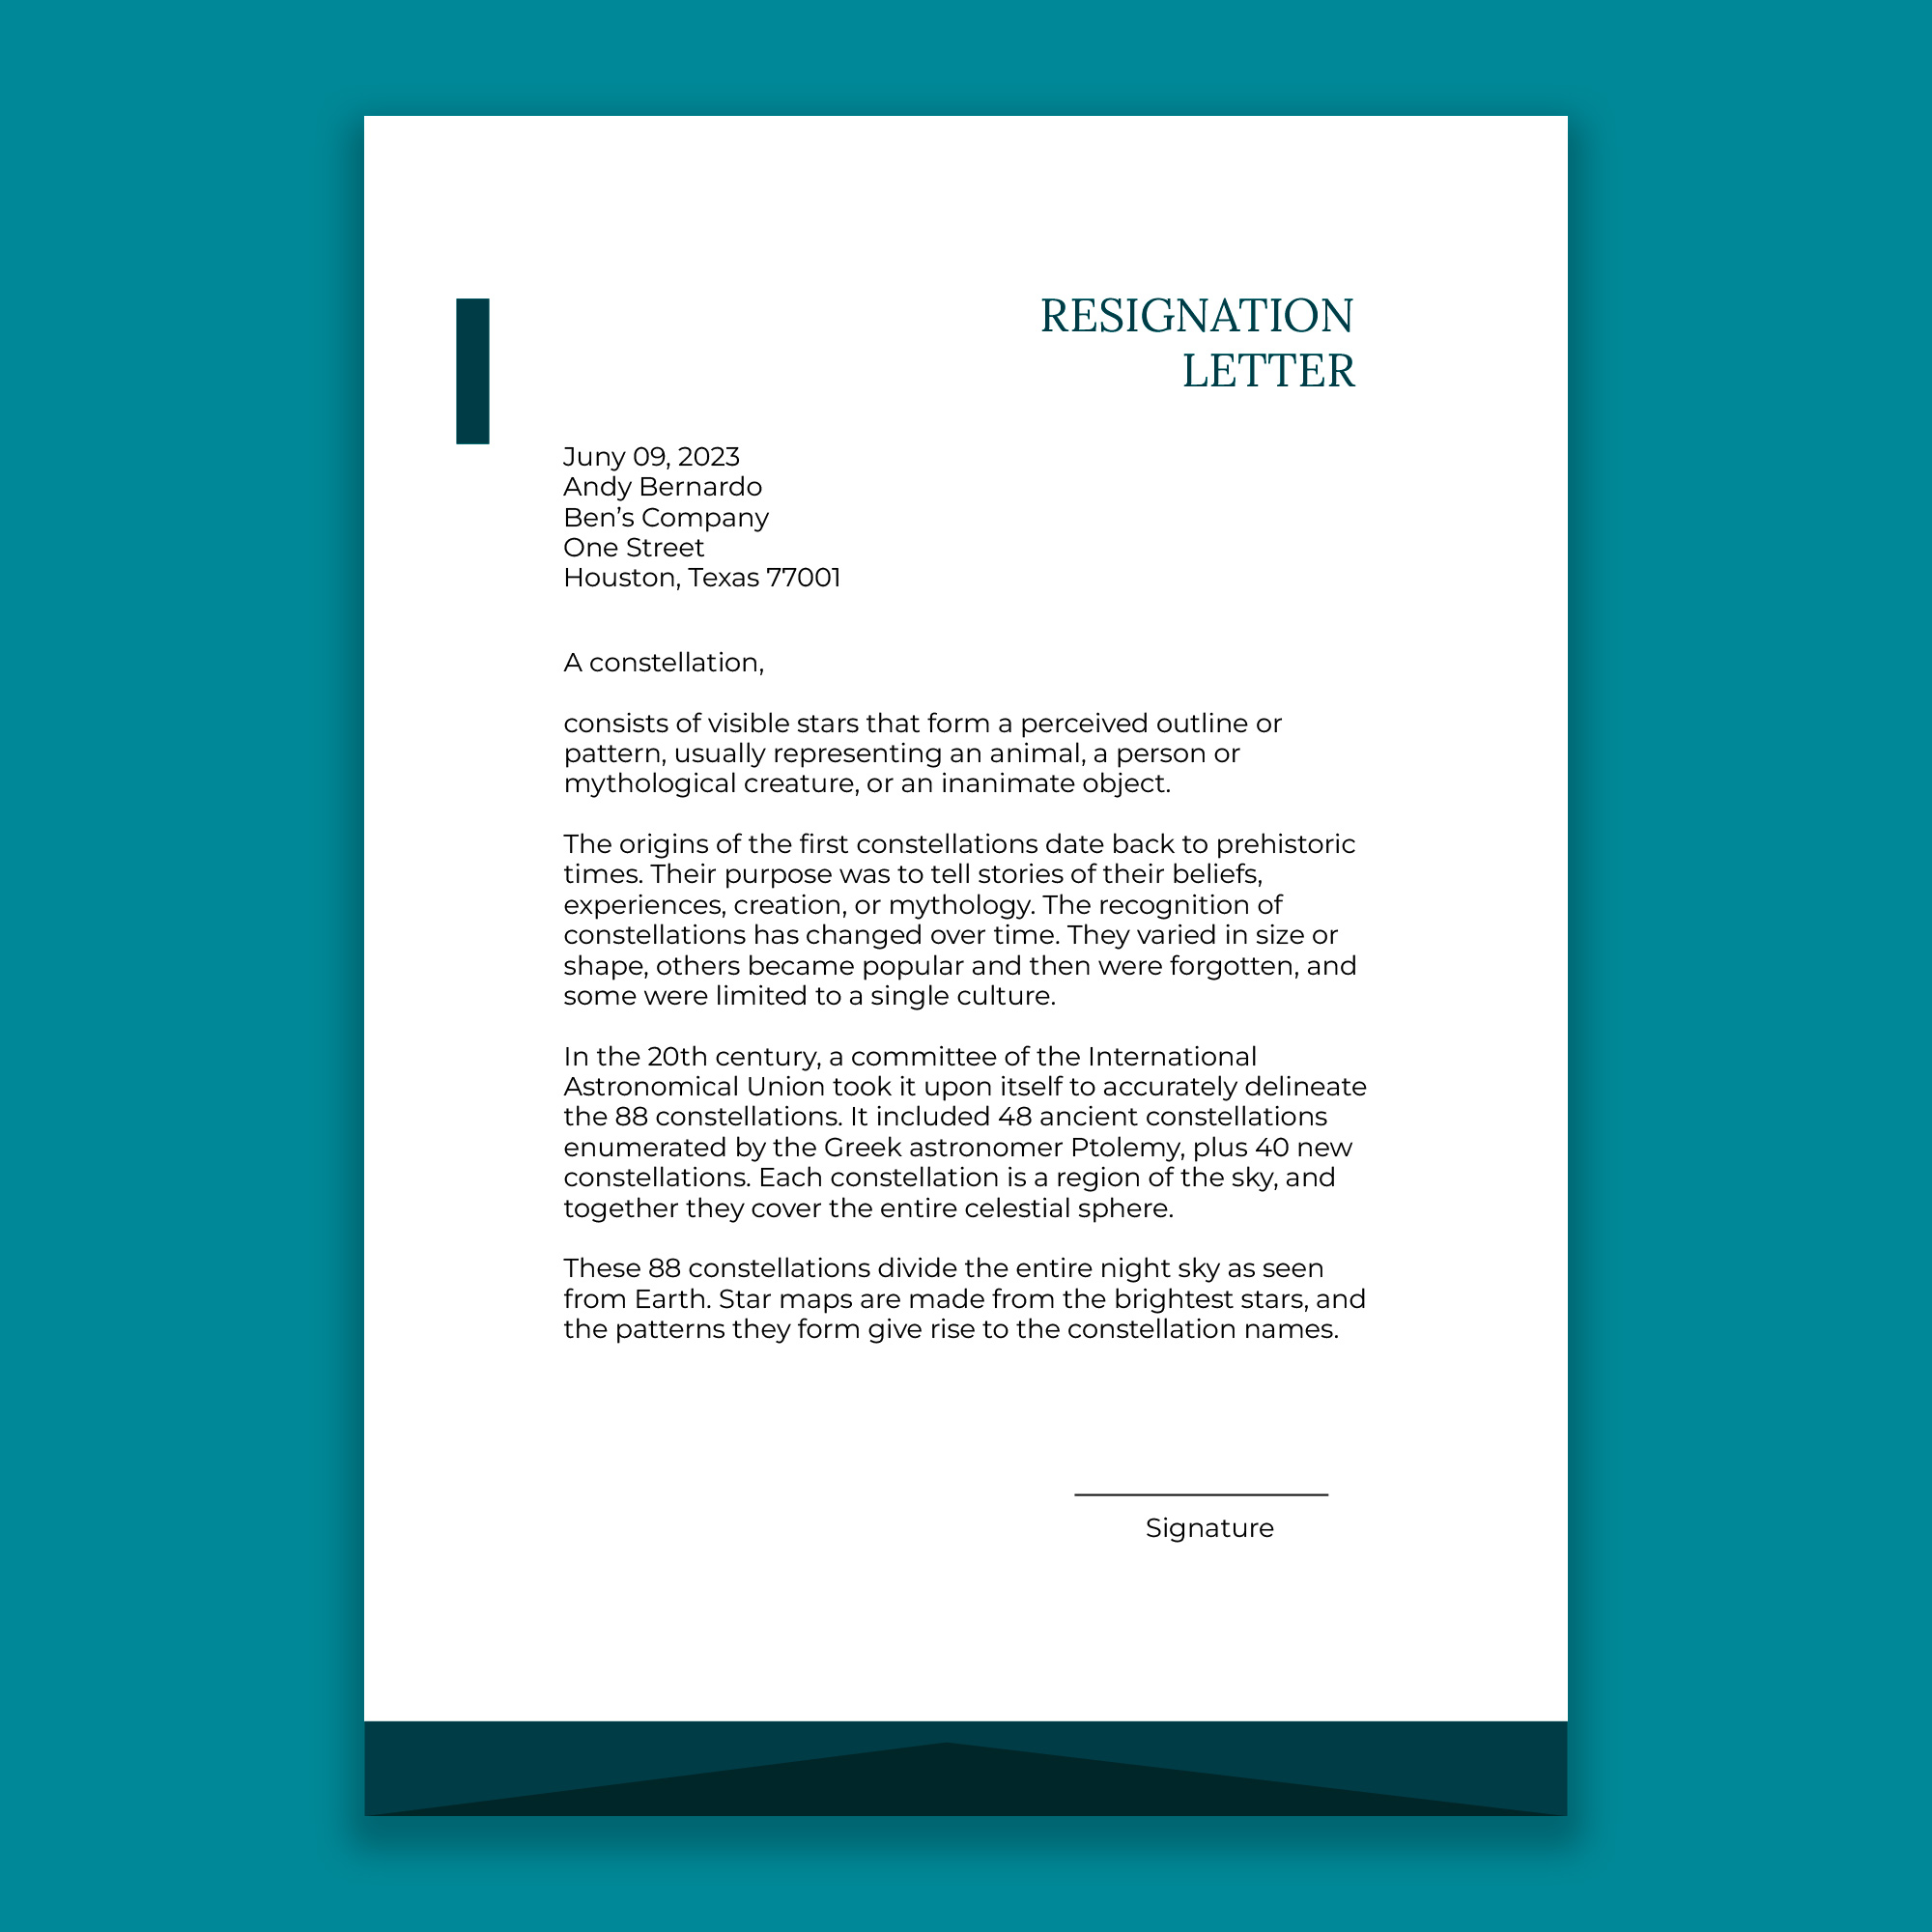 RESIGNATION
LETTER
Juny 09, 2023
Andy Bernardo
Ben’s Company
One Street
Houston, Texas 77001
A constellation,
consists of visible stars that form a perceived outline or
pattern, usually representing an animal, a person or
mythological creature, or an inanimate object.
The origins of the first constellations date back to prehistoric
times. Their purpose was to tell stories of their beliefs,
experiences, creation, or mythology. The recognition of
constellations has changed over time. They varied in size or
shape, others became popular and then were forgotten, and
some were limited to a single culture.
In the 20th century, a committee of the International
Astronomical Union took it upon itself to accurately delineate
the 88 constellations. It included 48 ancient constellations
enumerated by the Greek astronomer Ptolemy, plus 40 new
constellations. Each constellation is a region of the sky, and
together they cover the entire celestial sphere.
These 88 constellations divide the entire night sky as seen
from Earth. Star maps are made from the brightest stars, and
the patterns they form give rise to the constellation names.
Signature